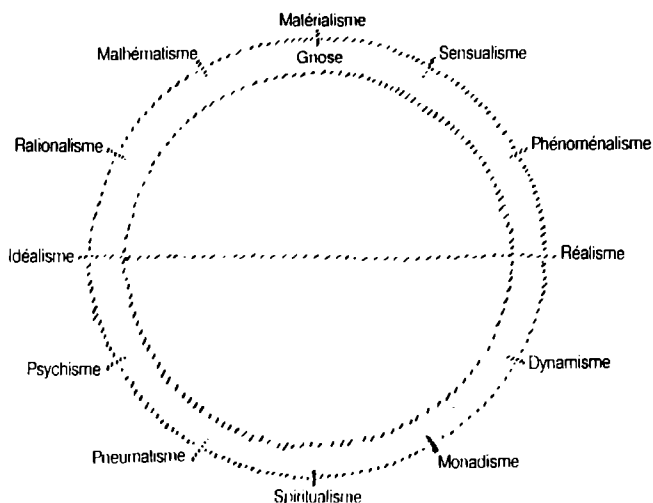 Matérialisme
Mathématisme
Gnose
Sensualisme
Rationalisme
Phénoménalisme
Idéalisme
Réalisme
Psychisme
Dynamisme
Pneumatisme
Monadisme
Spiritualisme